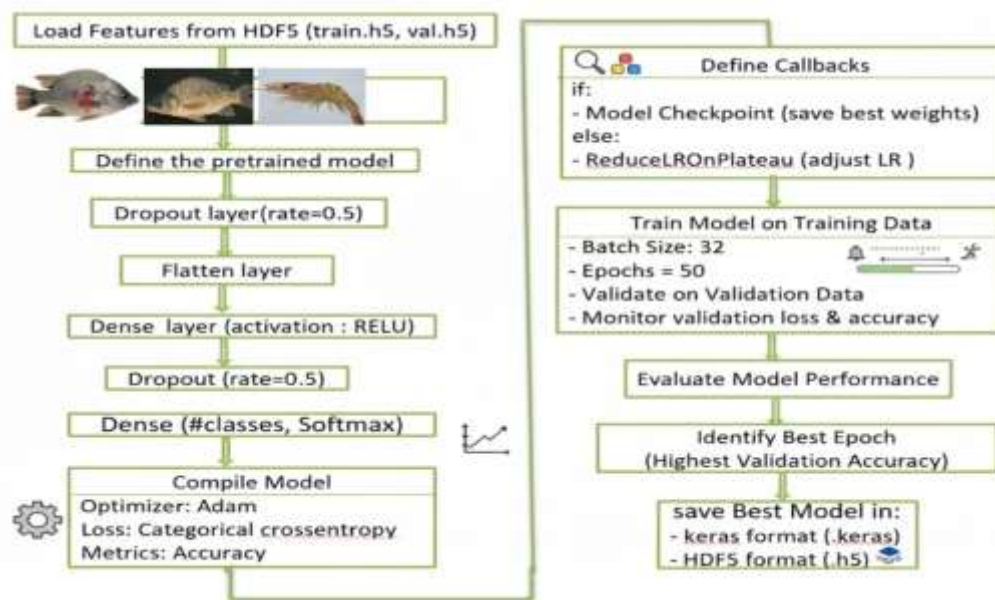 Load Features from HDF5 (train.h5, val.h5)
Define the pretrained model
Dropout layer(rate=0.5)
Flatten layer
Dense layer (activation : RELU)
Dropout (rate=0.5)
Dense (#classes, Softmax)
Compile Model
Optimizer: Adam
Loss: Categorical crossentropy
Metrics: Accuracy
Define Callbacks
if:
- Model Checkpoint (save best weights)
else:
- ReduceLROnPlateau (adjust LR )
Train Model on Training Data
- Batch Size: 32
- Epochs = 50
- Validate on Validation Data
- Monitor validation loss & accuracy
Evaluate Model Performance
Identify Best Epoch
(Highest Validation Accuracy)
save Best Model in:
- keras format (.keras)
- HDF5 format (.h5)